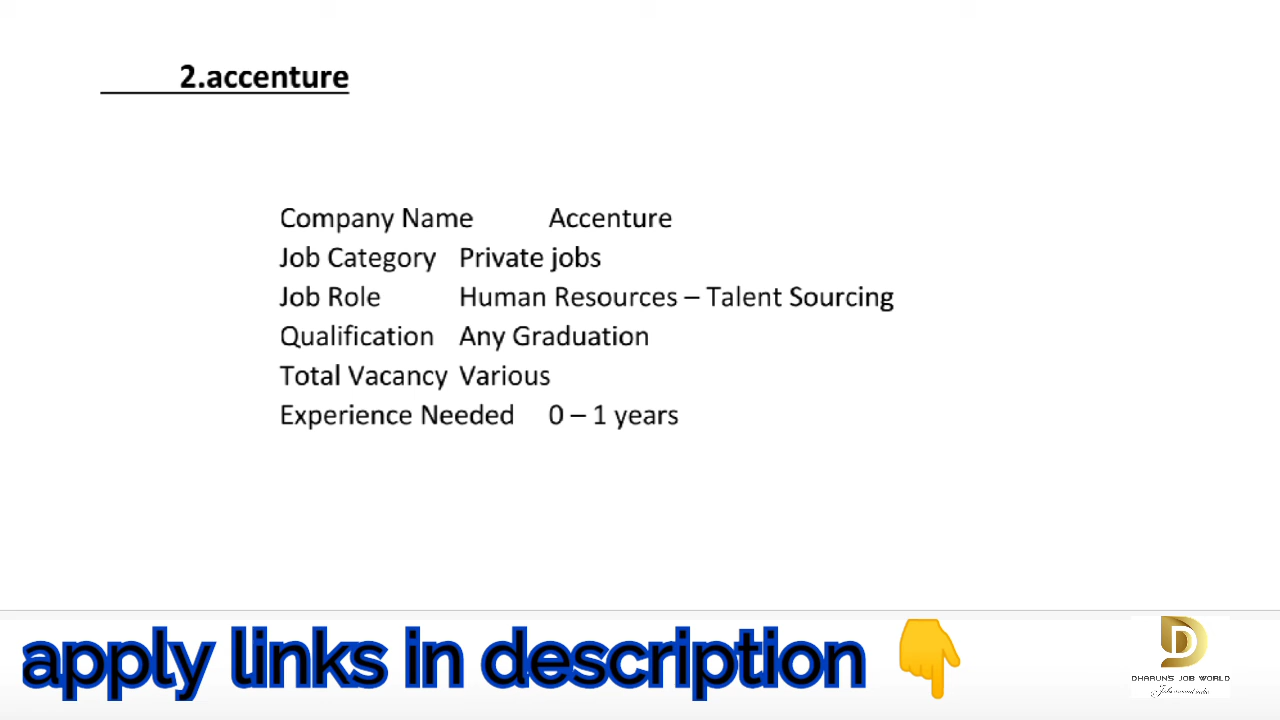 2.accenture
Company Name Accenture
Job Category Private jobs
Job Role Human Resources – Talent Sourcing
Qualification Any Graduation
Total Vacancy Various
Experience Needed 0 – 1 years
apply links in description
D
DHARUNS JOB WORLD